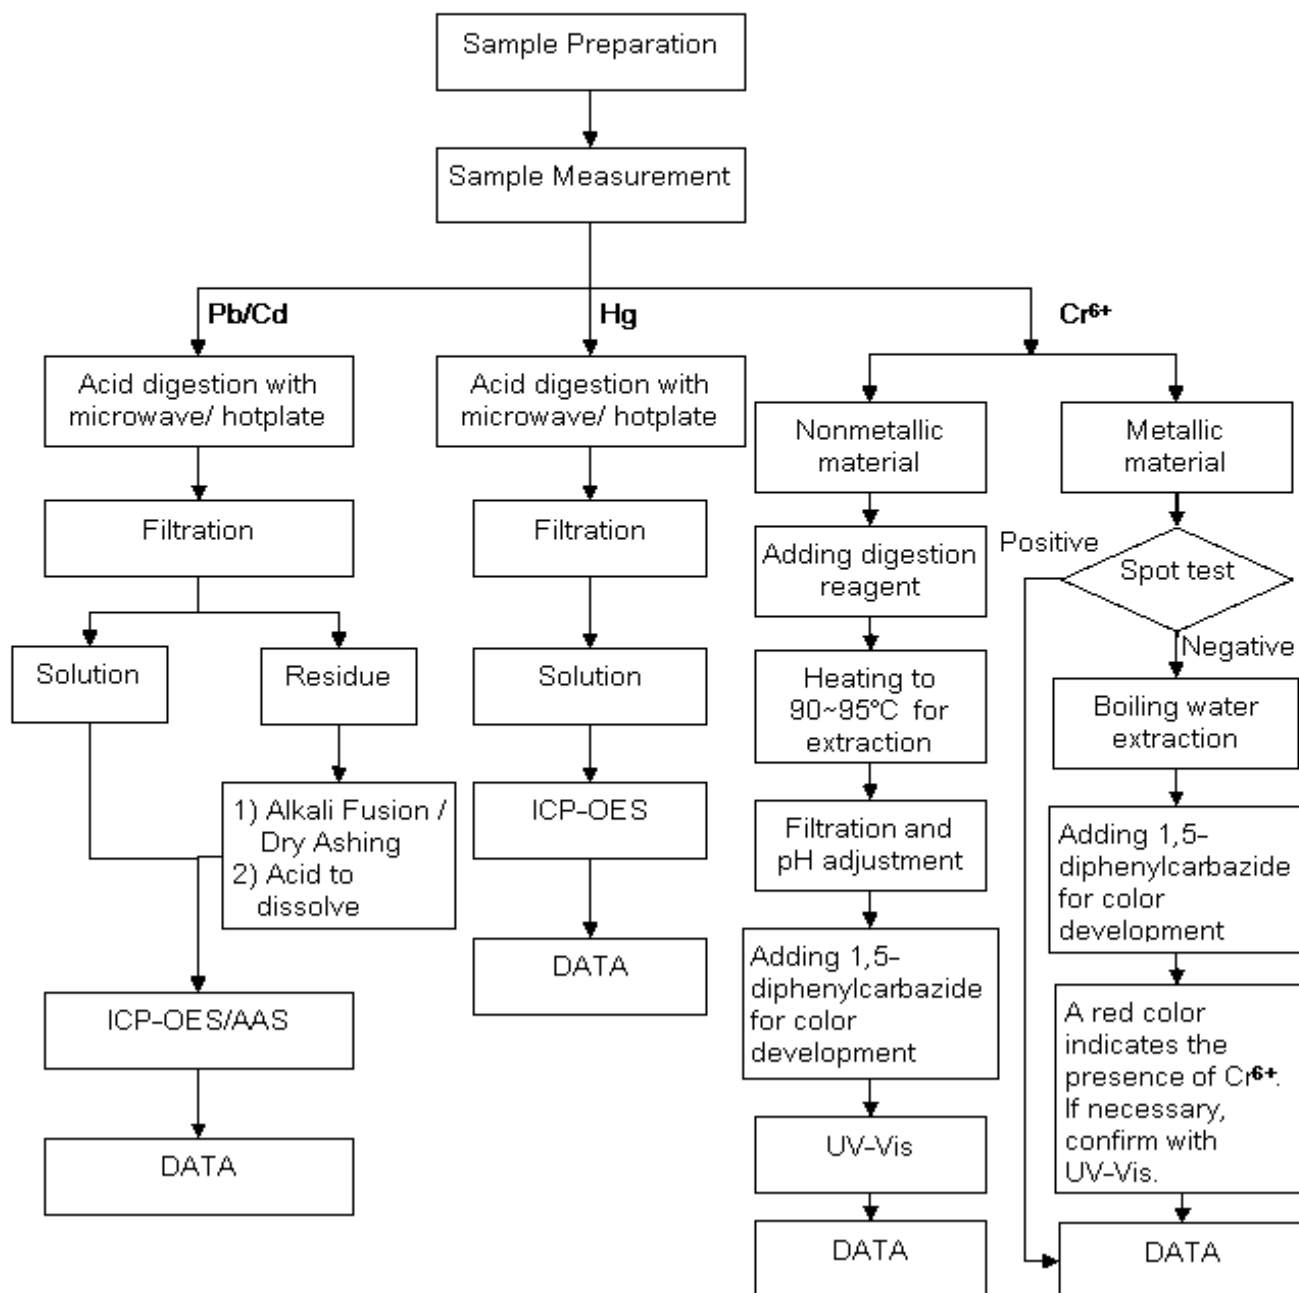 Sample Preparation
Sample Measurement
Pb/Cd
Hg
Cr⁶⁺
Acid digestion with
microwave/ hotplate
Filtration
Solution
Residue
1) Alkali Fusion /
Dry Ashing
2) Acid to
dissolve
ICP-OES/AAS
DATA
Acid digestion with
microwave/ hotplate
Filtration
Solution
ICP-OES
DATA
Nonmetallic
material
Adding digestion
reagent
Heating to
90~95°C for
extraction
Filtration and
pH adjustment
Adding 1,5-
diphenylcarbazide
for color
development
UV-Vis
DATA
Metallic
material
Positive
Spot test
Negative
Boiling water
extraction
Adding 1,5-
diphenylcarbazide
for color
development
A red color
indicates the
presence of Cr⁶⁺.
If necessary,
confirm with
UV-Vis.
DATA